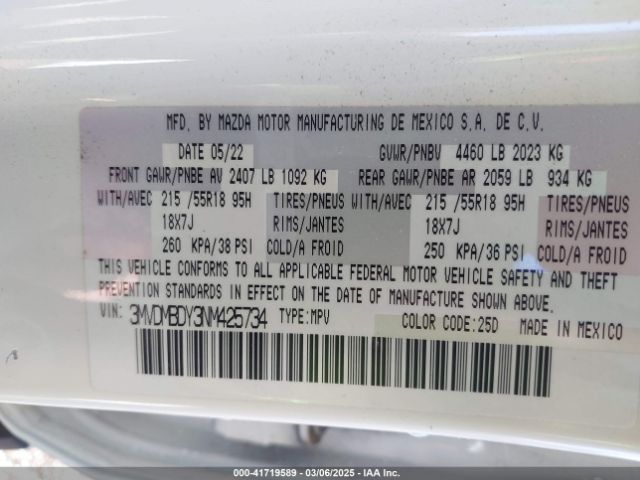 MFD. BY MAZDA MOTOR MANUFACTURING DE MEXICO S.A. DE C.V.
DATE 05/22 GVWR/PNBV 4460 LB 2023 KG
FRONT GAWR/PNBE AV 2407 LB 1092 KG REAR GAWR/PNBE AR 2059 LB 934 KG
WITH/AVEC 215 /55R18 95H TIRES/PNEUS WITH/AVEC 215 /55R18 95H TIRES/PNEUS
18X7J RIMS/JANTES 18X7J RIMS/JANTES
260 KPA/38 PSI COLD/A FROID 250 KPA/36 PSI COLD/A FROID
THIS VEHICLE CONFORMS TO ALL APPLICABLE FEDERAL MOTOR VEHICLE SAFETY AND THEFT
PREVENTION STANDARDS IN EFFECT ON THE DATE OF MANUFACTURE SHOWN ABOVE.
VIN: 3MVDMBDY3NM425734 TYPE:MPV COLOR CODE:25D MADE IN MEXICO
000-41719589 - 03/06/2025 - IAA Inc.